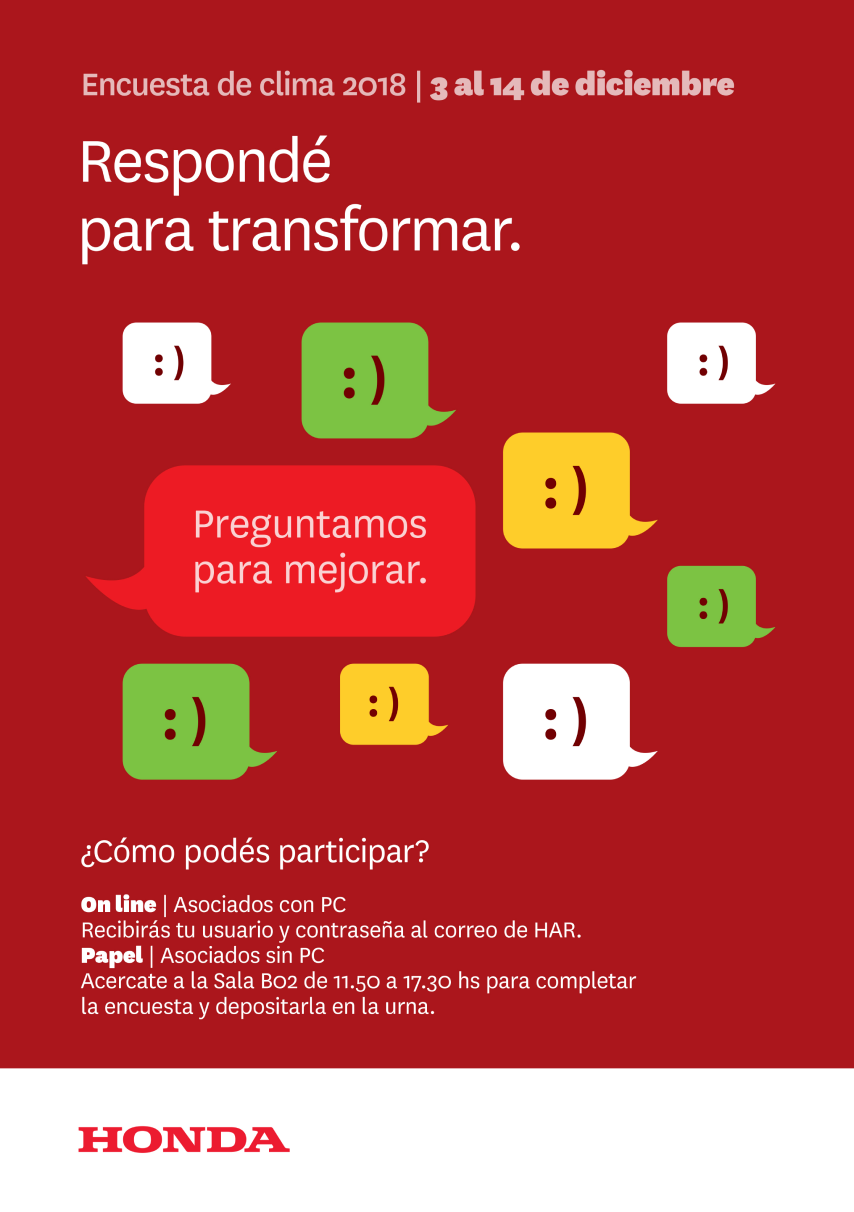 Encuesta de clima 2018 | 3 al 14 de diciembre
Respondé
para transformar.
:)
:)
:)
:)
Preguntamos
para mejorar.
:)
:)
:)
:)
¿Cómo podés participar?
On line | Asociados con PC
Recibirás tu usuario y contraseña al correo de HAR.
Papel | Asociados sin PC
Acercate a la Sala B02 de 11.50 a 17.30 hs para completar
la encuesta y depositarla en la urna.
HONDA